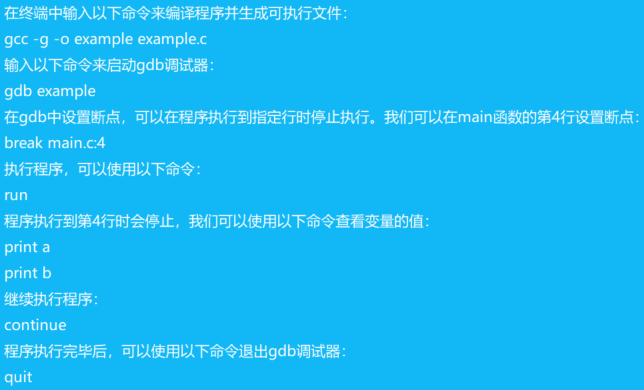 在终端中输入以下命令来编译程序并生成可执行文件：
gcc -g -o example example.c
输入以下命令来启动gdb调试器：
gdb example
在gdb中设置断点，可以在程序执行到指定行时停止执行。我们可以在main函数的第4行设置断点：
break main.c:4
执行程序，可以使用以下命令：
run
程序执行到第4行时会停止，我们可以使用以下命令查看变量的值：
print a
print b
继续执行程序：
continue
程序执行完毕后，可以使用以下命令退出gdb调试器：
quit